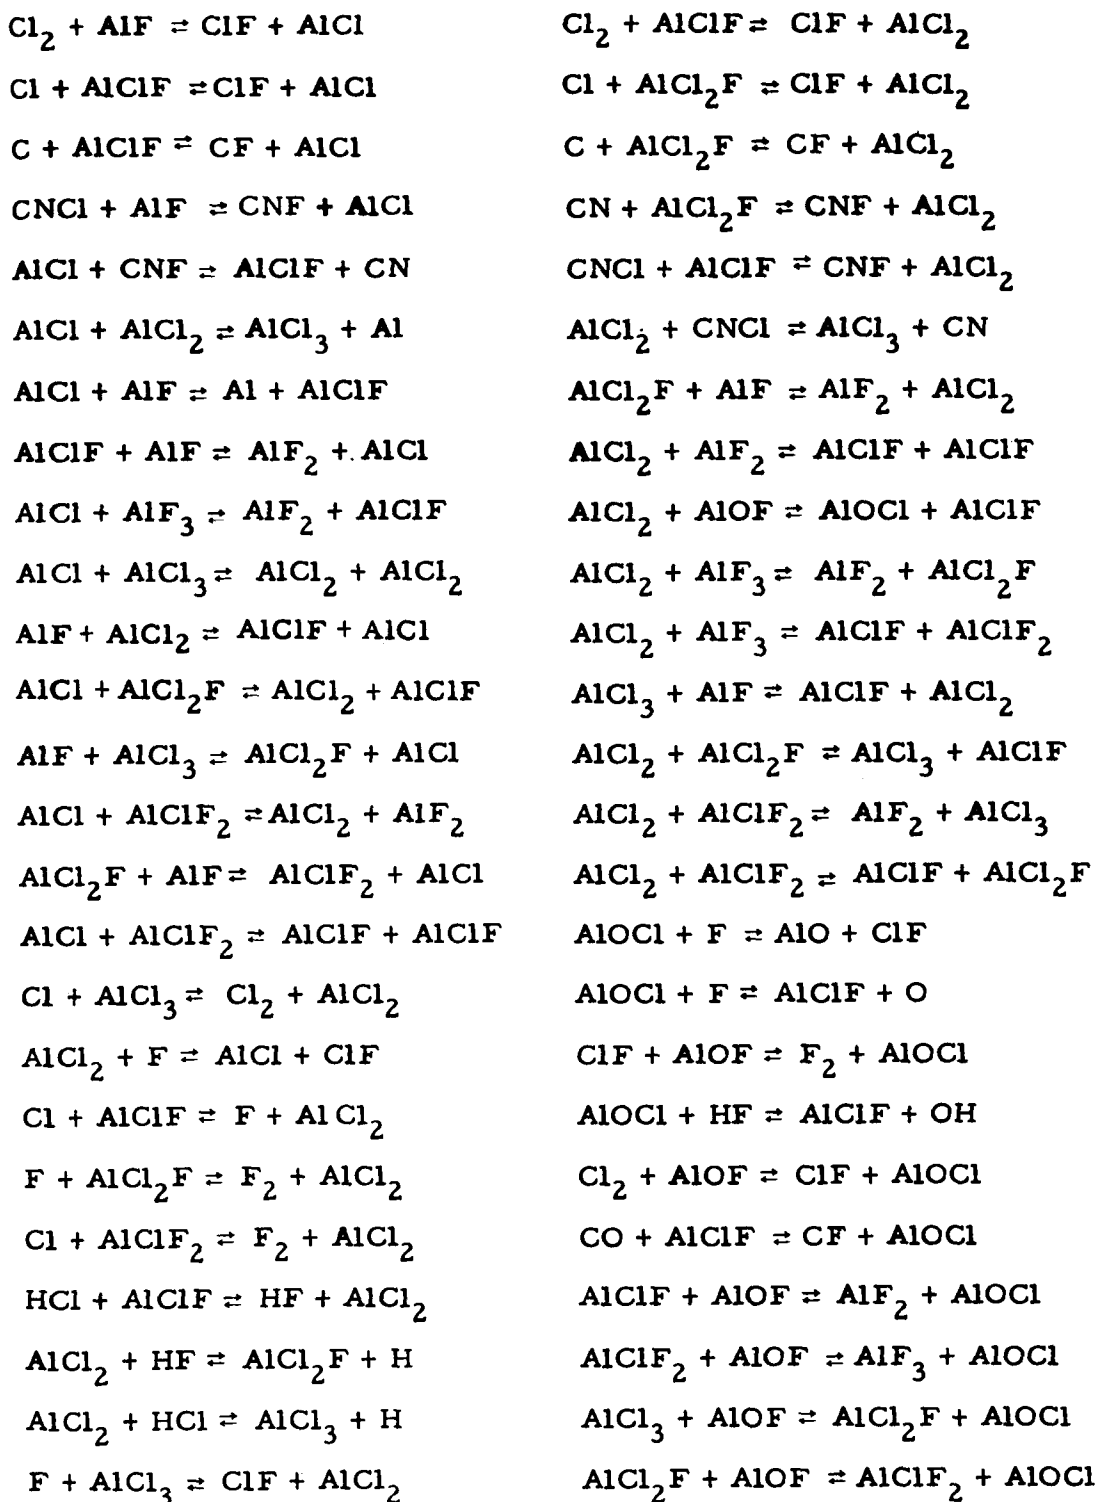 Cl₂ + AlF ⇌ ClF + AlCl
Cl + AlClF ⇌ ClF + AlCl
C + AlClF ⇌ CF + AlCl
CNCl + AlF ⇌ CNF + AlCl
AlCl + CNF ⇌ AlClF + CN
AlCl + AlCl₂ ⇌ AlCl₃ + Al
AlCl + AlF ⇌ Al + AlClF
AlClF + AlF ⇌ AlF₂ + AlCl
AlCl + AlF₃ ⇌ AlF₂ + AlClF
AlCl + AlCl₃ ⇌ AlCl₂ + AlCl₂
AlF + AlCl₂ ⇌ AlClF + AlCl
AlCl + AlCl₂F ⇌ AlCl₂ + AlClF
AlF + AlCl₃ ⇌ AlCl₂F + AlCl
AlCl + AlClF₂ ⇌ AlCl₂ + AlF₂
AlCl₂F + AlF ⇌ AlClF₂ + AlCl
AlCl + AlClF₂ ⇌ AlClF + AlClF
Cl + AlCl₃ ⇌ Cl₂ + AlCl₂
AlCl₂ + F ⇌ AlCl + ClF
Cl + AlClF ⇌ F + AlCl₂
F + AlCl₂F ⇌ F₂ + AlCl₂
Cl + AlClF₂ ⇌ F₂ + AlCl₂
HCl + AlClF ⇌ HF + AlCl₂
AlCl₂ + HF ⇌ AlCl₂F + H
AlCl₂ + HCl ⇌ AlCl₃ + H
F + AlCl₃ ⇌ ClF + AlCl₂
Cl₂ + AlClF ⇌ ClF + AlCl₂
Cl + AlCl₂F ⇌ ClF + AlCl₂
C + AlCl₂F ⇌ CF + AlCl₂
CN + AlCl₂F ⇌ CNF + AlCl₂
CNCl + AlClF ⇌ CNF + AlCl₂
AlCl₂ + CNCl ⇌ AlCl₃ + CN
AlCl₂F + AlF ⇌ AlF₂ + AlCl₂
AlCl₂ + AlF₂ ⇌ AlClF + AlClF
AlCl₂ + AlOF ⇌ AlOCl + AlClF
AlCl₂ + AlF₃ ⇌ AlF₂ + AlCl₂F
AlCl₂ + AlF₃ ⇌ AlClF + AlClF₂
AlCl₃ + AlF ⇌ AlClF + AlCl₂
AlCl₂ + AlCl₂F ⇌ AlCl₃ + AlClF
AlCl₂ + AlClF₂ ⇌ AlF₂ + AlCl₃
AlCl₂ + AlClF₂ ⇌ AlClF + AlCl₂F
AlOCl + F ⇌ AlO + ClF
AlOCl + F ⇌ AlClF + O
ClF + AlOF ⇌ F₂ + AlOCl
AlOCl + HF ⇌ AlClF + OH
Cl₂ + AlOF ⇌ ClF + AlOCl
CO + AlClF ⇌ CF + AlOCl
AlClF + AlOF ⇌ AlF₂ + AlOCl
AlClF₂ + AlOF ⇌ AlF₃ + AlOCl
AlCl₃ + AlOF ⇌ AlCl₂F + AlOCl
AlCl₂F + AlOF ⇌ AlClF₂ + AlOCl